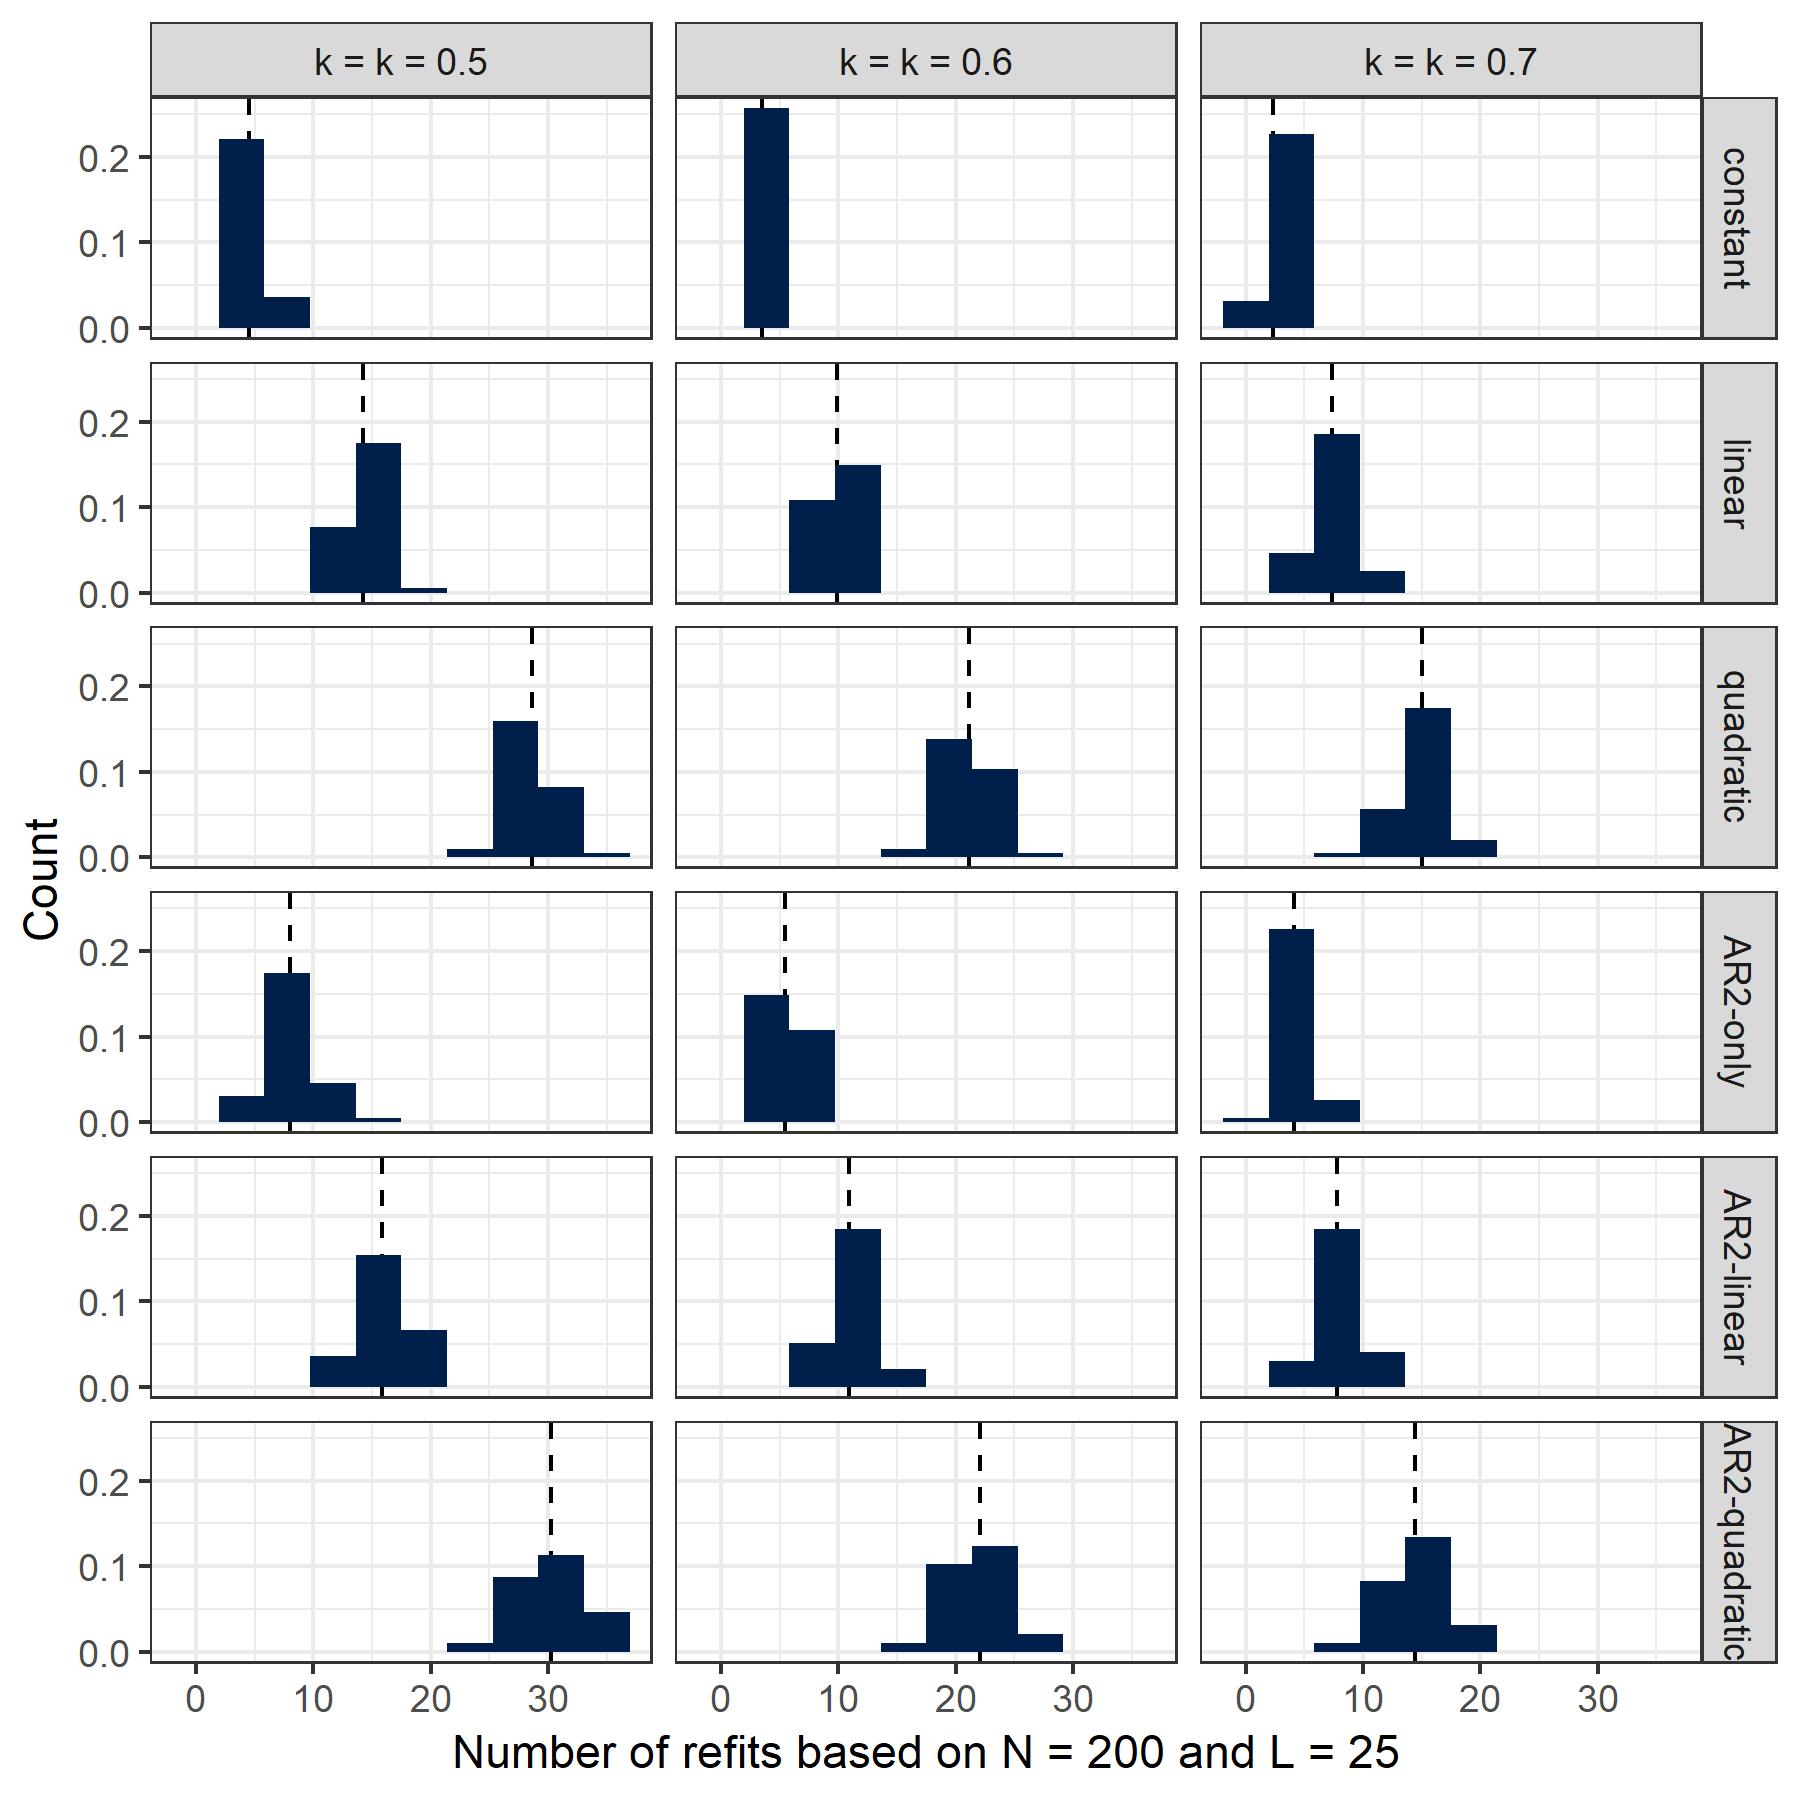 k = k = 0.5
k = k = 0.6
k = k = 0.7
constant
linear
quadratic
AR2-only
AR2-linear
AR2-quadratic
Count
0.2
0.1
0.0
0.2
0.1
0.0
0.2
0.1
0.0
0.2
0.1
0.0
0.2
0.1
0.0
0.2
0.1
0.0
0 10 20 30
0 10 20 30
0 10 20 30
Number of refits based on N = 200 and L = 25